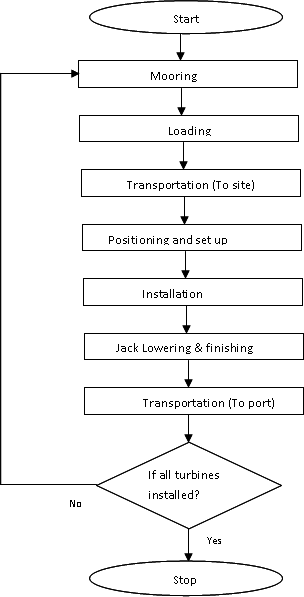 Start
Mooring
Loading
Transportation (To site)
Positioning and set up
Installation
Jack Lowering & finishing
Transportation (To port)
If all turbines
installed?
No
Yes
Stop